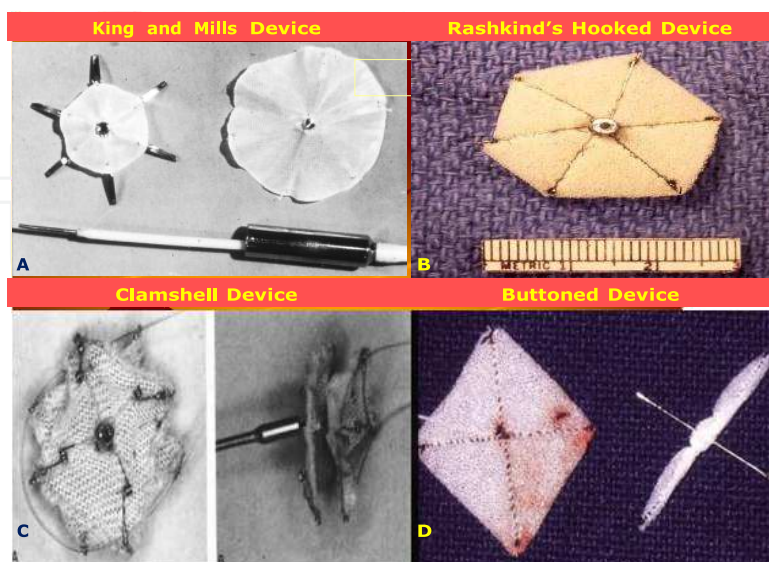 King and Mills Device
Rashkind’s Hooked Device
A
B
METRIC 1
2
Clamshell Device
Buttoned Device
C
D